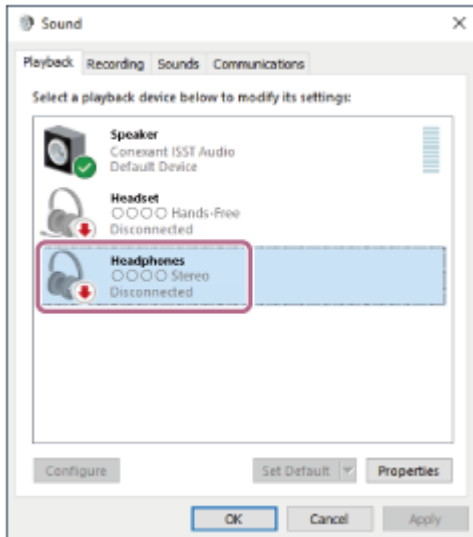 Sound
Playback Recording Sounds Communications
Select a playback device below to modify its settings:
Speaker
Conexant ISST Audio
Default Device
Headset
○○○○ Hands-Free
Disconnected
Headphones
○○○○ Stereo
Disconnected
Configure Set Default Properties
OK Cancel Apply